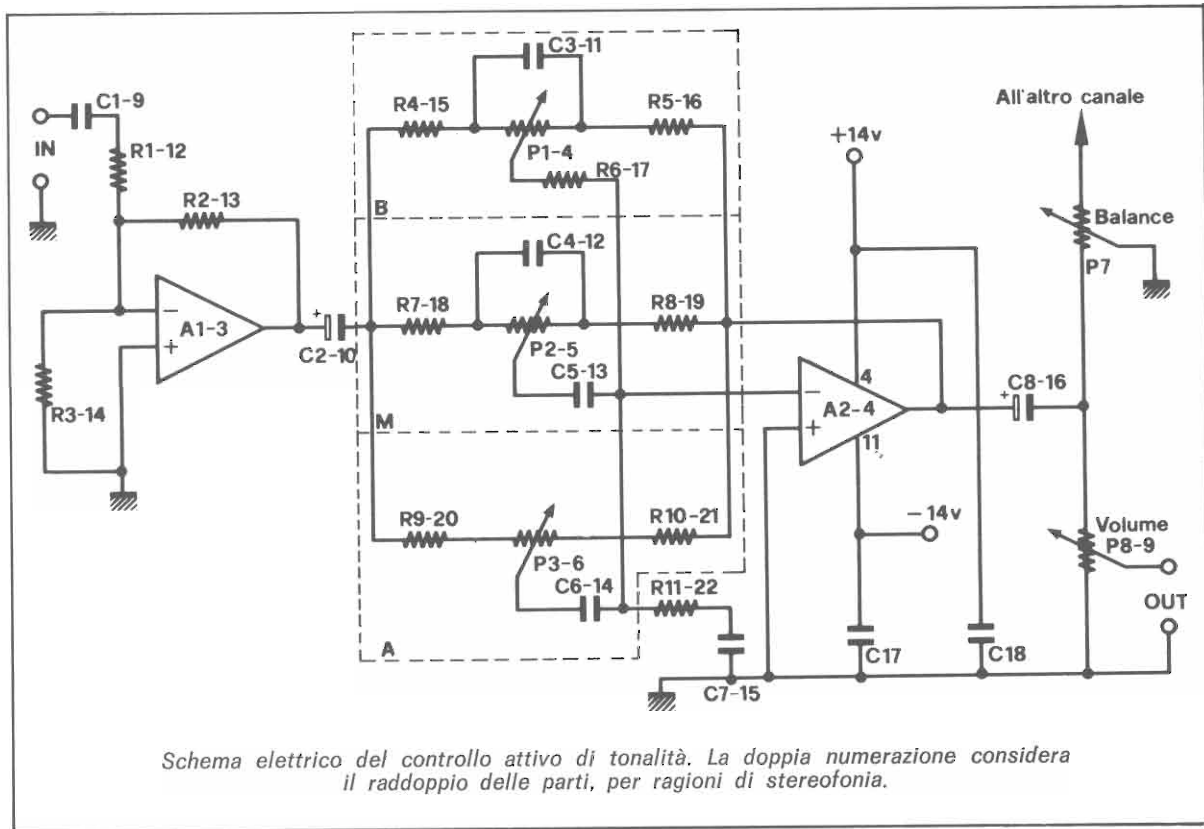 C3-11
C1-9
R4-15
R5-16
All'altro canale
+14v
IN
R1-12
P1-4
R6-17
R2-13
B
C4-12
Balance
P7
−
A1-3
+
R7-18
R8-19
C2-10
+
P2-5
C5-13
−
4
A2-4
+
C8-16
+
R3-14
M
11
R9-20
R10-21
−14v
Volume
P8-9
P3-6
C6-14
R11-22
OUT
A
C17
C18
C7-15
Schema elettrico del controllo attivo di tonalità. La doppia numerazione considera
il raddoppio delle parti, per ragioni di stereofonia.